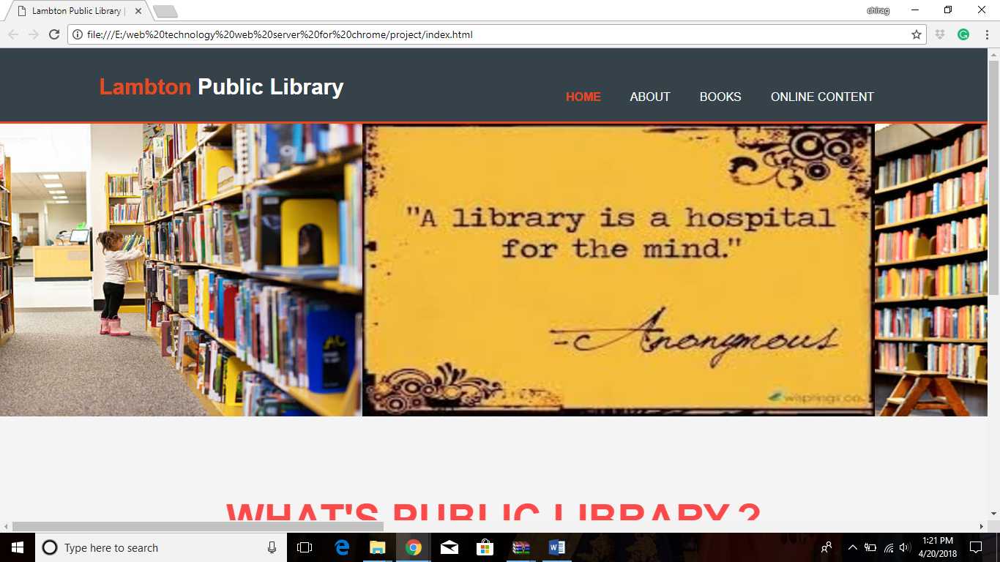 Lambton Public Library |
chirag
file:///E:/web%20technology%20web%20server%20for%20chrome/project/index.html
Lambton Public Library
HOME ABOUT BOOKS ONLINE CONTENT
"A library is a hospital
for the mind."
-Anonymous
WHAT'S PUBLIC LIBRARY ?
Type here to search
1:21 PM
4/20/2018